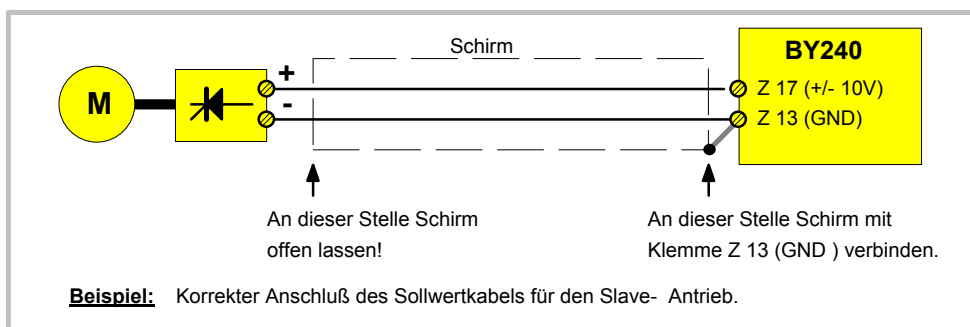 Schirm
BY240
+
Z 17 (+/- 10V)
M
-
Z 13 (GND)
An dieser Stelle Schirm
offen lassen!
An dieser Stelle Schirm mit
Klemme Z 13 (GND ) verbinden.
Beispiel: Korrekter Anschluß des Sollwertkabels für den Slave- Antrieb.